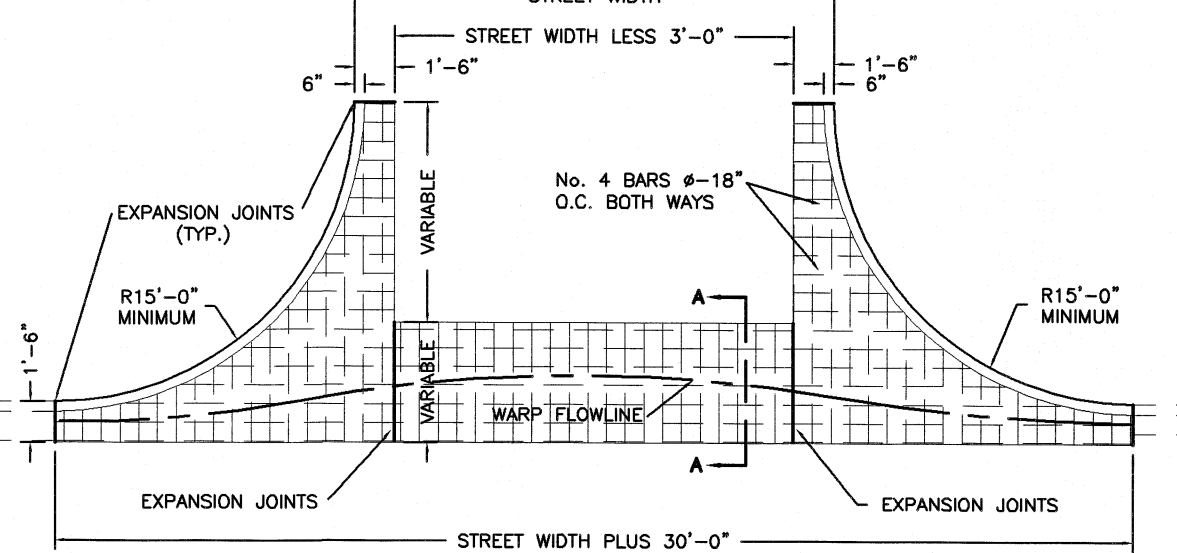 STREET WIDTH
STREET WIDTH LESS 3'-0"
1'-6"
1'-6"
6"
6"
No. 4 BARS ø-18"
O.C. BOTH WAYS
VARIABLE
EXPANSION JOINTS
(TYP.)
R15'-0"
MINIMUM
A
R15'-0"
MINIMUM
1'-6"
VARIABLE
WARP FLOWLINE
A
EXPANSION JOINTS
EXPANSION JOINTS
STREET WIDTH PLUS 30'-0"